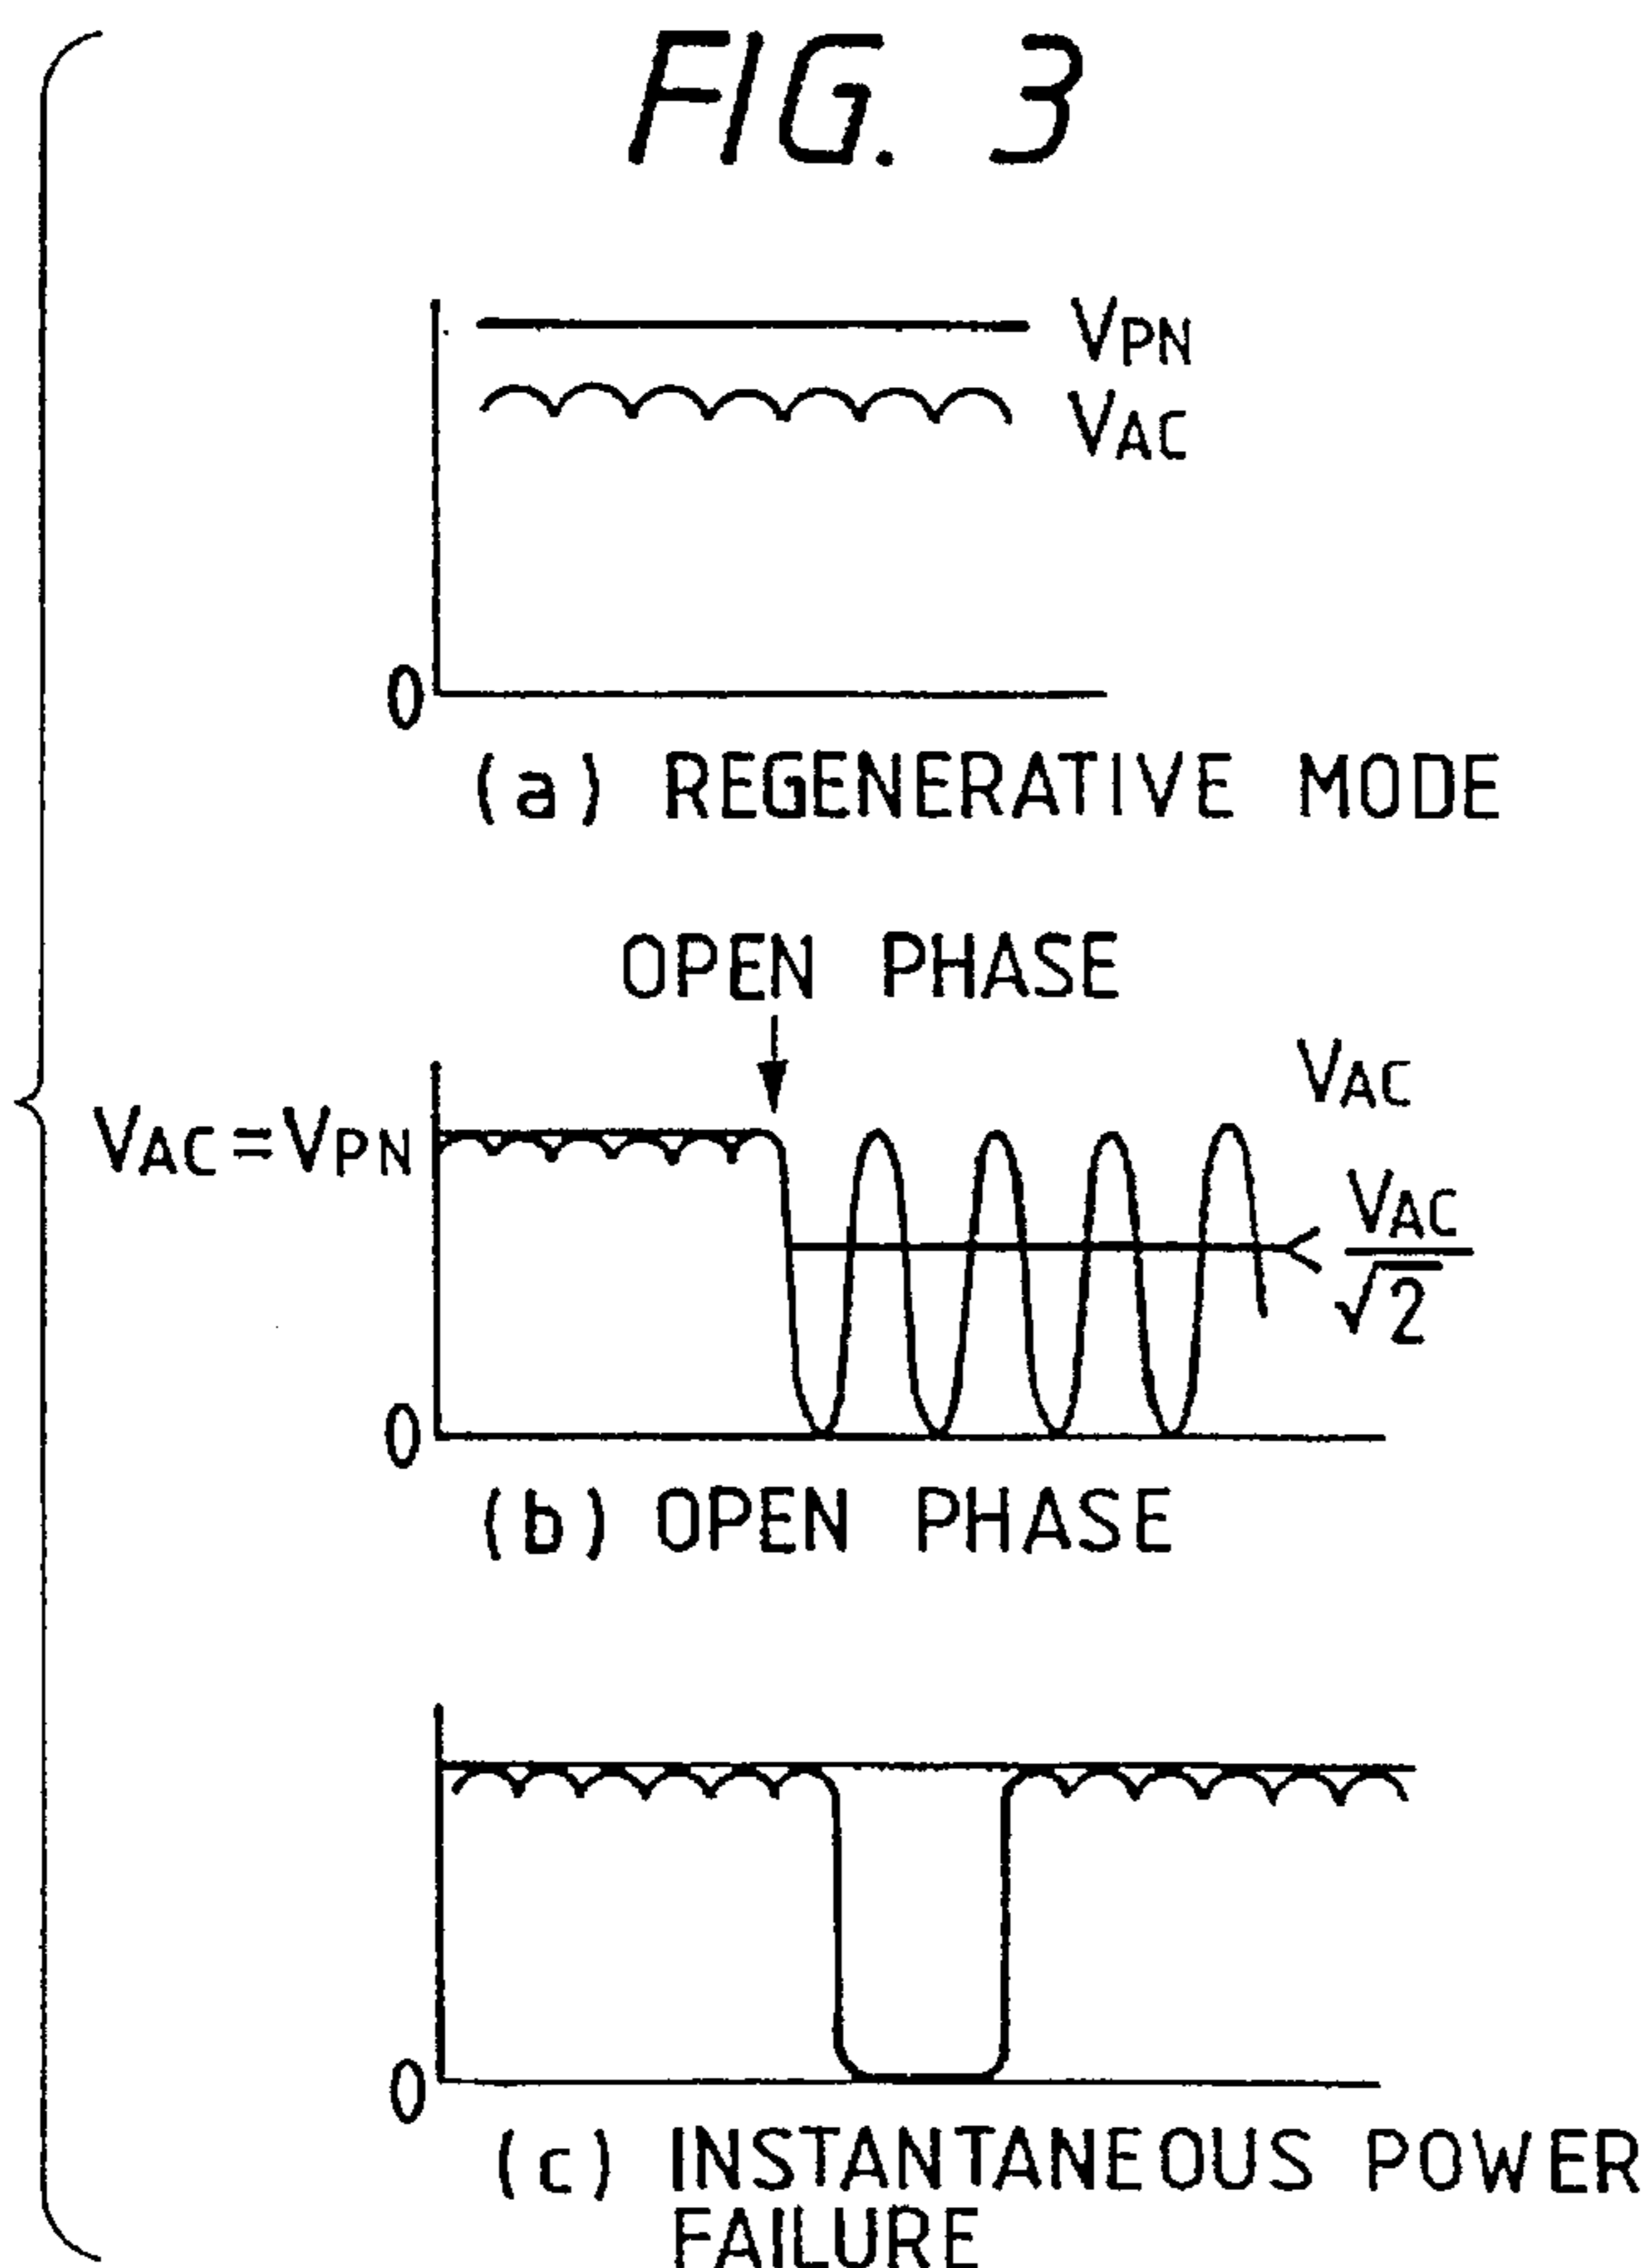 FIG. 3
VPN
VAC
0
(a) REGENERATIVE MODE
OPEN PHASE
VAC
VAC=VPN
VAC
√2
0
(b) OPEN PHASE
0
(c) INSTANTANEOUS POWER
FAILURE